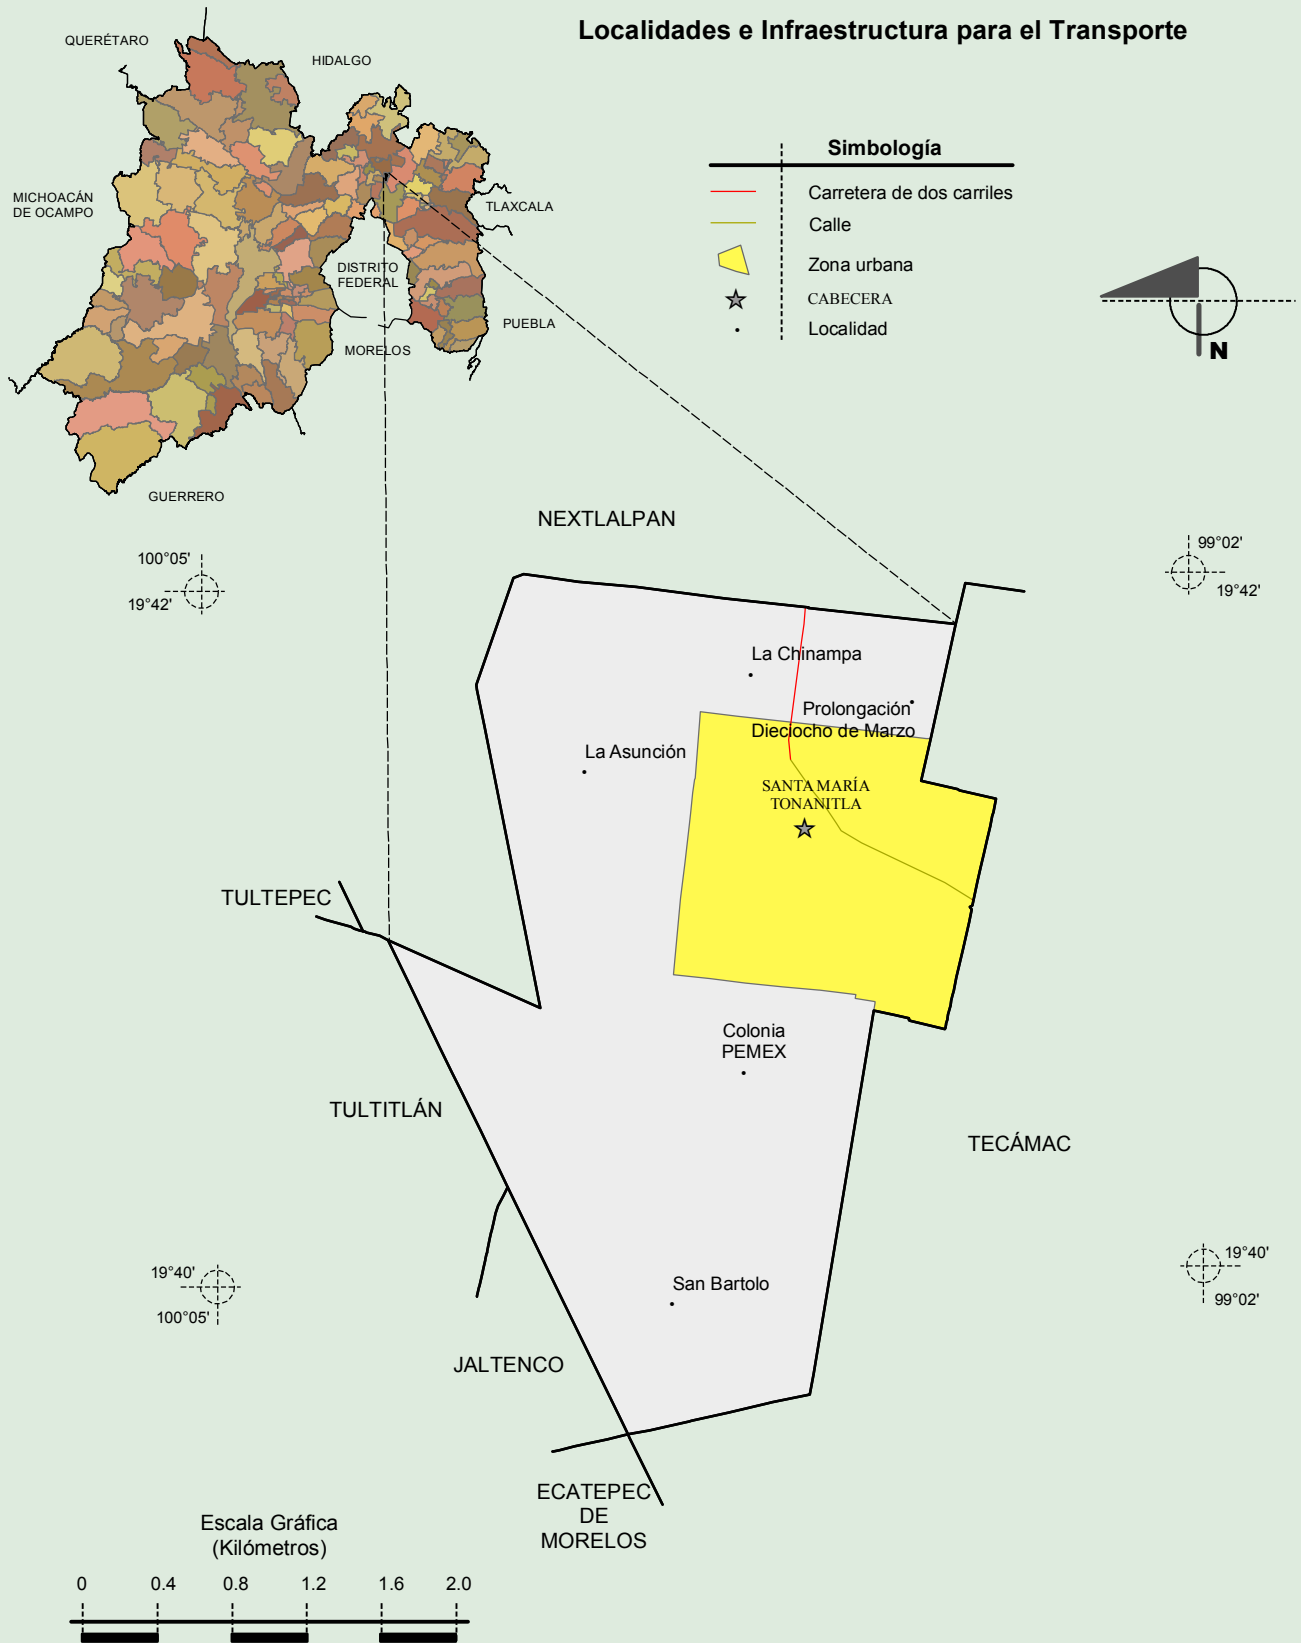 Localidades e Infraestructura para el Transporte
QUERÉTARO
HIDALGO
MICHOACÁN
DE OCAMPO
TLAXCALA
DISTRITO
FEDERAL
PUEBLA
MORELOS
GUERRERO
Simbología
Carretera de dos carriles
Calle
Zona urbana
CABECERA
Localidad
N
NEXTLALPAN
100°05'
19°42'
99°02'
19°42'
La Chinampa
Prolongación
Dieciocho de Marzo
La Asunción
SANTA MARÍA
TONANITLA
TULTEPEC
Colonia
PEMEX
TULTITLÁN
TECÁMAC
19°40'
100°05'
19°40'
99°02'
San Bartolo
JALTENCO
ECATEPEC
DE
MORELOS
Escala Gráfica
(Kilómetros)
0 0.4 0.8 1.2 1.6 2.0